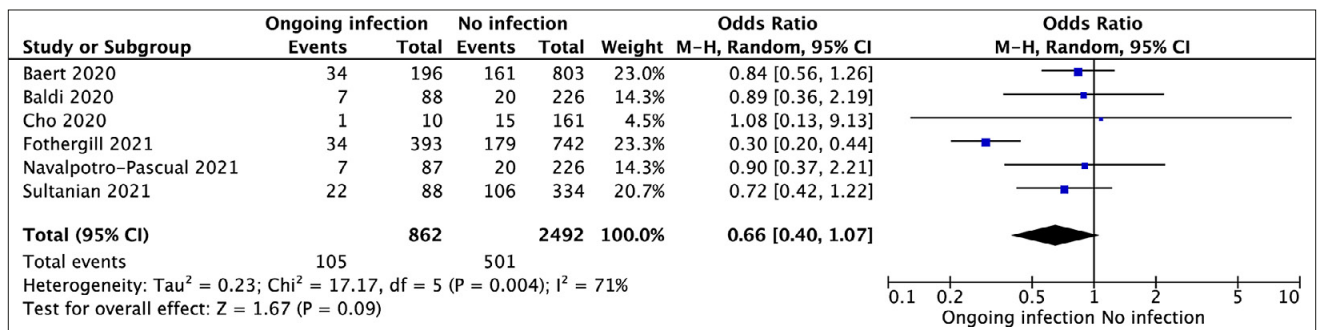 Ongoing infection No infection Odds Ratio Odds Ratio
Study or Subgroup Events Total Events Total Weight M-H, Random, 95% CI M-H, Random, 95% CI
Baert 2020 34 196 161 803 23.0% 0.84 [0.56, 1.26]
Baldi 2020 7 88 20 226 14.3% 0.89 [0.36, 2.19]
Cho 2020 1 10 15 161 4.5% 1.08 [0.13, 9.13]
Fothergill 2021 34 393 179 742 23.3% 0.30 [0.20, 0.44]
Navalpotro-Pascual 2021 7 87 20 226 14.3% 0.90 [0.37, 2.21]
Sultanian 2021 22 88 106 334 20.7% 0.72 [0.42, 1.22]
Total (95% CI) 862 2492 100.0% 0.66 [0.40, 1.07]
Total events 105 501
Heterogeneity: Tau² = 0.23; Chi² = 17.17, df = 5 (P = 0.004); I² = 71%
Test for overall effect: Z = 1.67 (P = 0.09)
0.1 0.2 0.5 1 2 5 10
Ongoing infection No infection